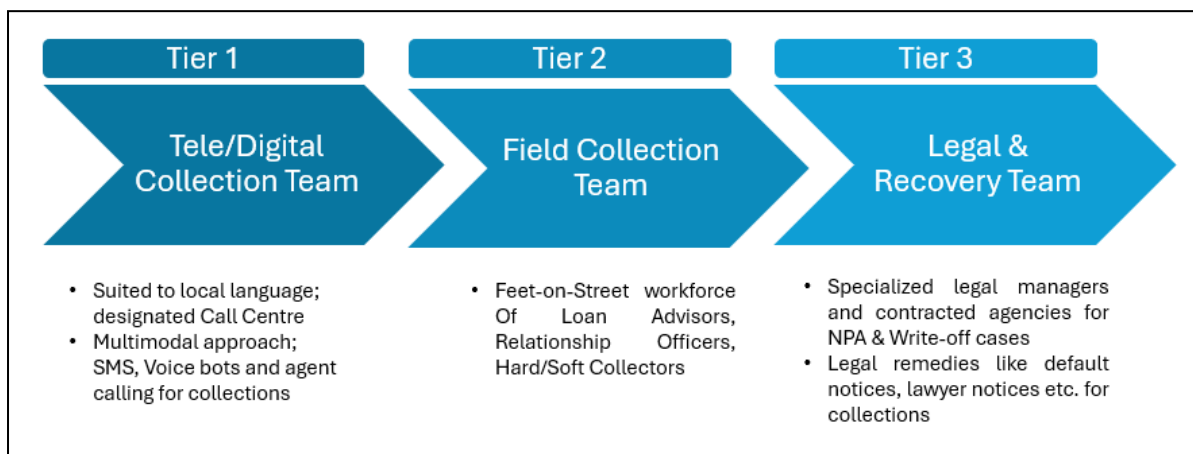 Tier 1
Tele/Digital
Collection Team
• Suited to local language;
designated Call Centre
• Multimodal approach;
SMS, Voice bots and agent
calling for collections
Tier 2
Field Collection
Team
• Feet-on-Street workforce
Of Loan Advisors,
Relationship Officers,
Hard/Soft Collectors
Tier 3
Legal &
Recovery Team
• Specialized legal managers
and contracted agencies for
NPA & Write-off cases
• Legal remedies like default
notices, lawyer notices etc. for
collections